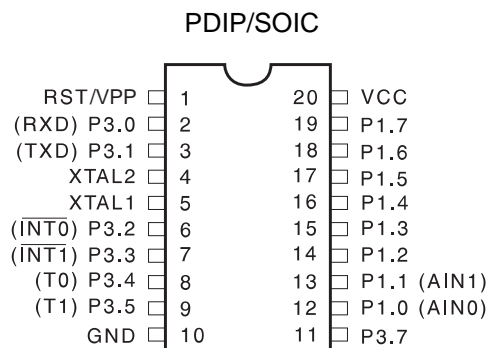 PDIP/SOIC
RST/VPP 1 20 VCC
(RXD) P3.0 2 19 P1.7
(TXD) P3.1 3 18 P1.6
XTAL2 4 17 P1.5
XTAL1 5 16 P1.4
(INT0) P3.2 6 15 P1.3
(INT1) P3.3 7 14 P1.2
(T0) P3.4 8 13 P1.1 (AIN1)
(T1) P3.5 9 12 P1.0 (AIN0)
GND 10 11 P3.7